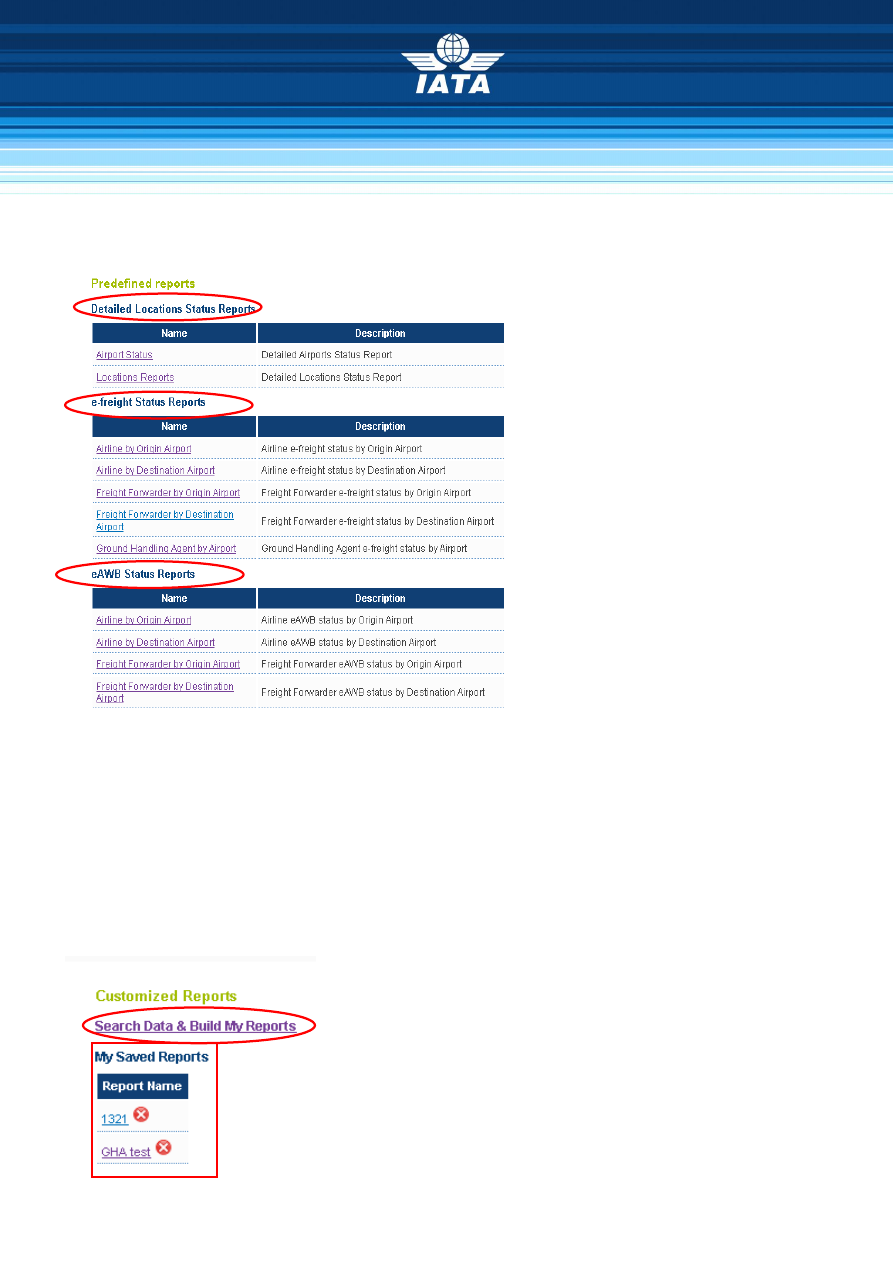 IATA
Predefined reports
Detailed Locations Status Reports
Name Description
Airport Status Detailed Airports Status Report
Locations Reports Detailed Locations Status Report
e-freight Status Reports
Name Description
Airline by Origin Airport Airline e-freight status by Origin Airport
Airline by Destination Airport Airline e-freight status by Destination Airport
Freight Forwarder by Origin Airport Freight Forwarder e-freight status by Origin Airport
Freight Forwarder by Destination
Airport Freight Forwarder e-freight status by Destination Airport
Ground Handling Agent by Airport Ground Handling Agent e-freight status by Airport
eAWB Status Reports
Name Description
Airline by Origin Airport Airline eAWB status by Origin Airport
Airline by Destination Airport Airline eAWB status by Destination Airport
Freight Forwarder by Origin Airport Freight Forwarder eAWB status by Origin Airport
Freight Forwarder by Destination
Airport Freight Forwarder eAWB status by Destination Airport
Customized Reports
Search Data & Build My Reports
My Saved Reports
Report Name
1321
GHA test